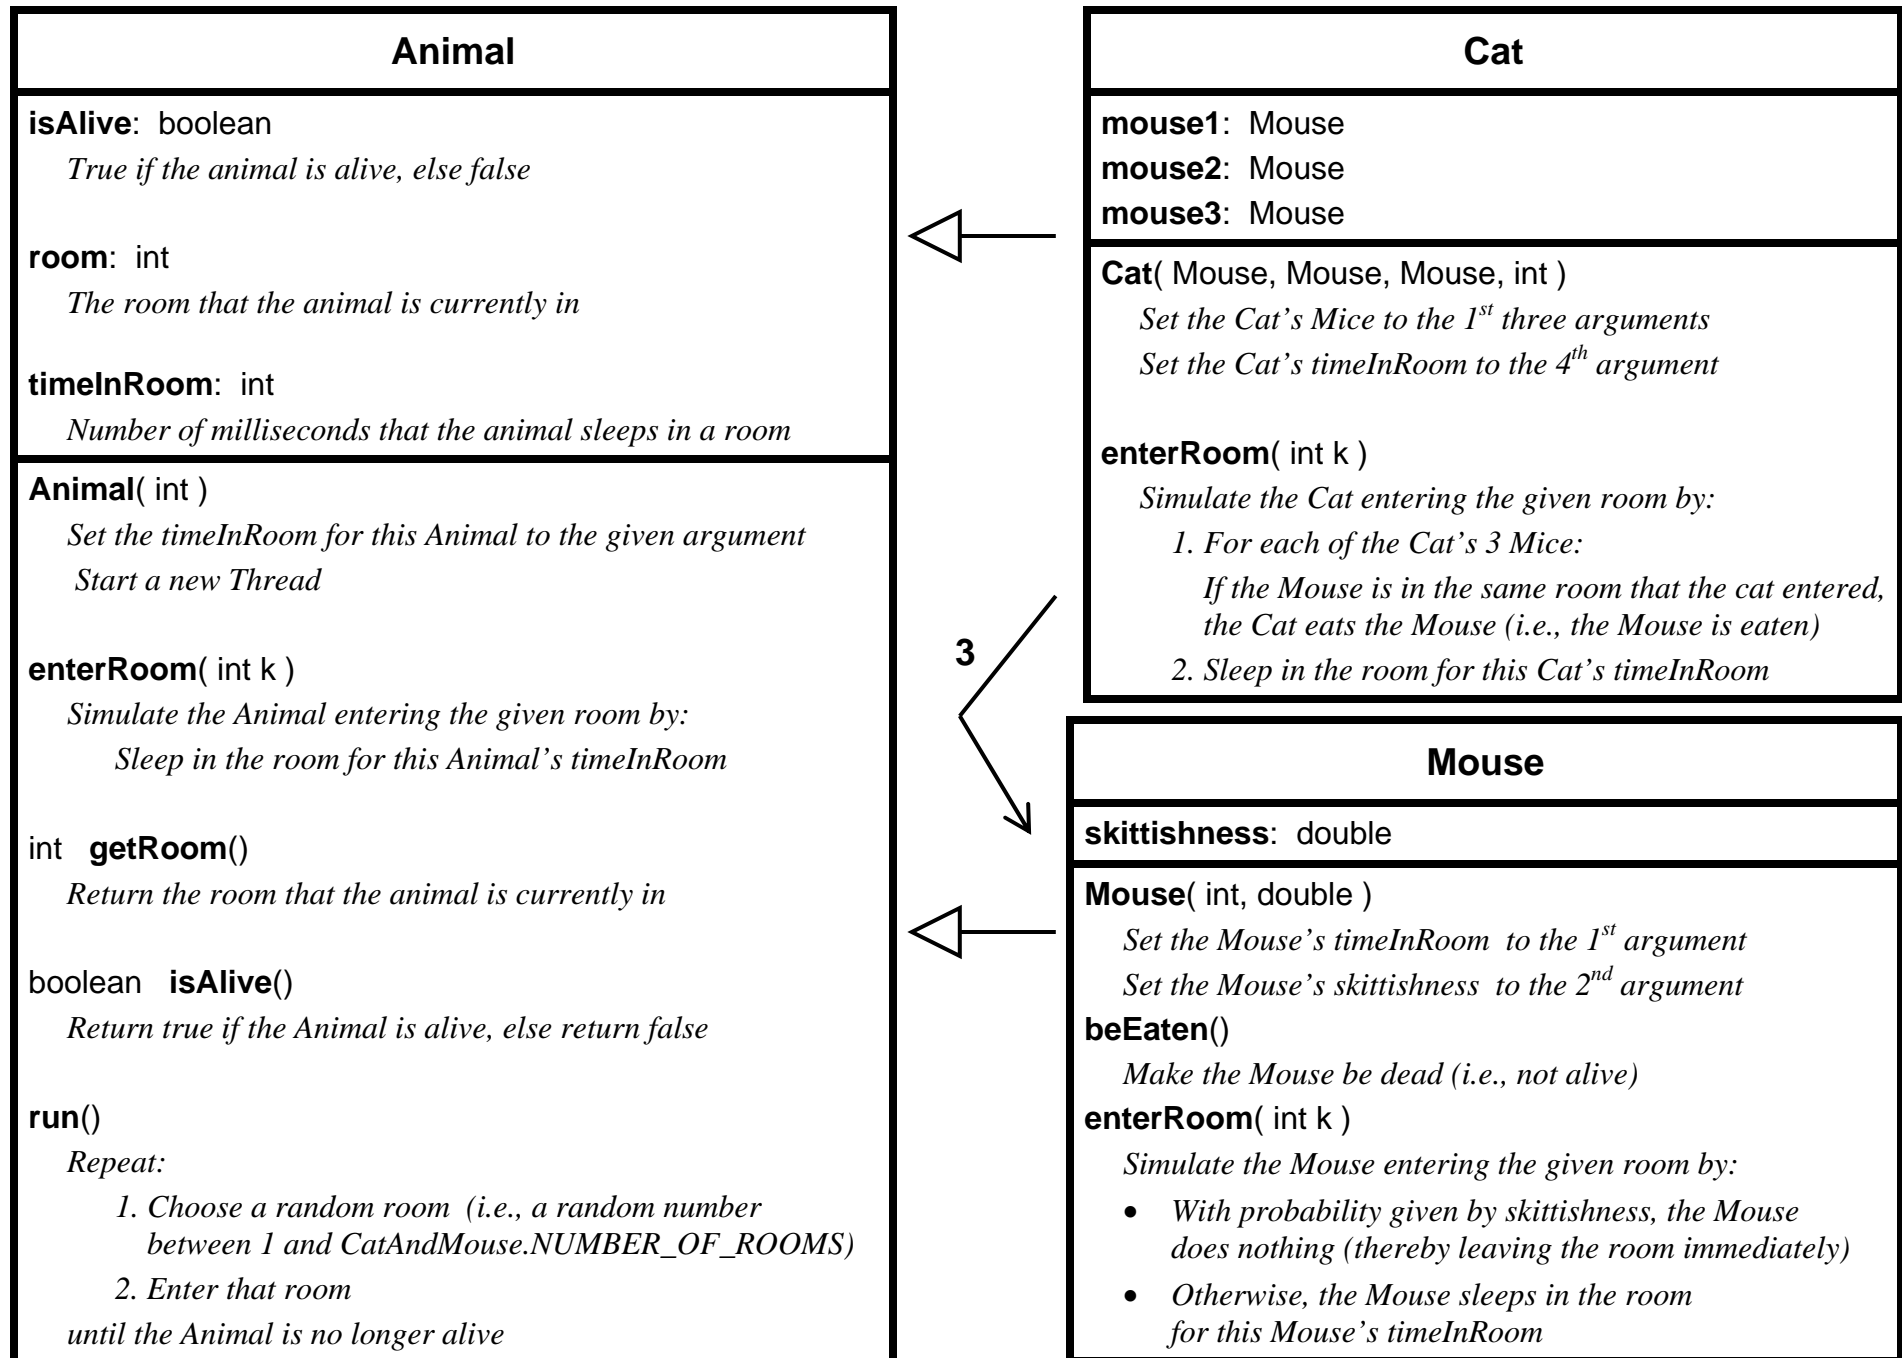 Animal
isAlive: boolean
True if the animal is alive, else false
room: int
The room that the animal is currently in
timeInRoom: int
Number of milliseconds that the animal sleeps in a room
Animal( int )
Set the timeInRoom for this Animal to the given argument
Start a new Thread
enterRoom( int k )
Simulate the Animal entering the given room by:
Sleep in the room for this Animal's timeInRoom
int getRoom()
Return the room that the animal is currently in
boolean isAlive()
Return true if the Animal is alive, else return false
run()
Repeat:
1. Choose a random room (i.e., a random number
between 1 and CatAndMouse.NUMBER_OF_ROOMS)
2. Enter that room
until the Animal is no longer alive
3
Cat
mouse1: Mouse
mouse2: Mouse
mouse3: Mouse
Cat( Mouse, Mouse, Mouse, int )
Set the Cat's Mice to the 1st three arguments
Set the Cat's timeInRoom to the 4th argument
enterRoom( int k )
Simulate the Cat entering the given room by:
1. For each of the Cat's 3 Mice:
If the Mouse is in the same room that the cat entered,
the Cat eats the Mouse (i.e., the Mouse is eaten)
2. Sleep in the room for this Cat's timeInRoom
Mouse
skittishness: double
Mouse( int, double )
Set the Mouse's timeInRoom to the 1st argument
Set the Mouse's skittishness to the 2nd argument
beEaten()
Make the Mouse be dead (i.e., not alive)
enterRoom( int k )
Simulate the Mouse entering the given room by:
• With probability given by skittishness, the Mouse
does nothing (thereby leaving the room immediately)
• Otherwise, the Mouse sleeps in the room
for this Mouse's timeInRoom